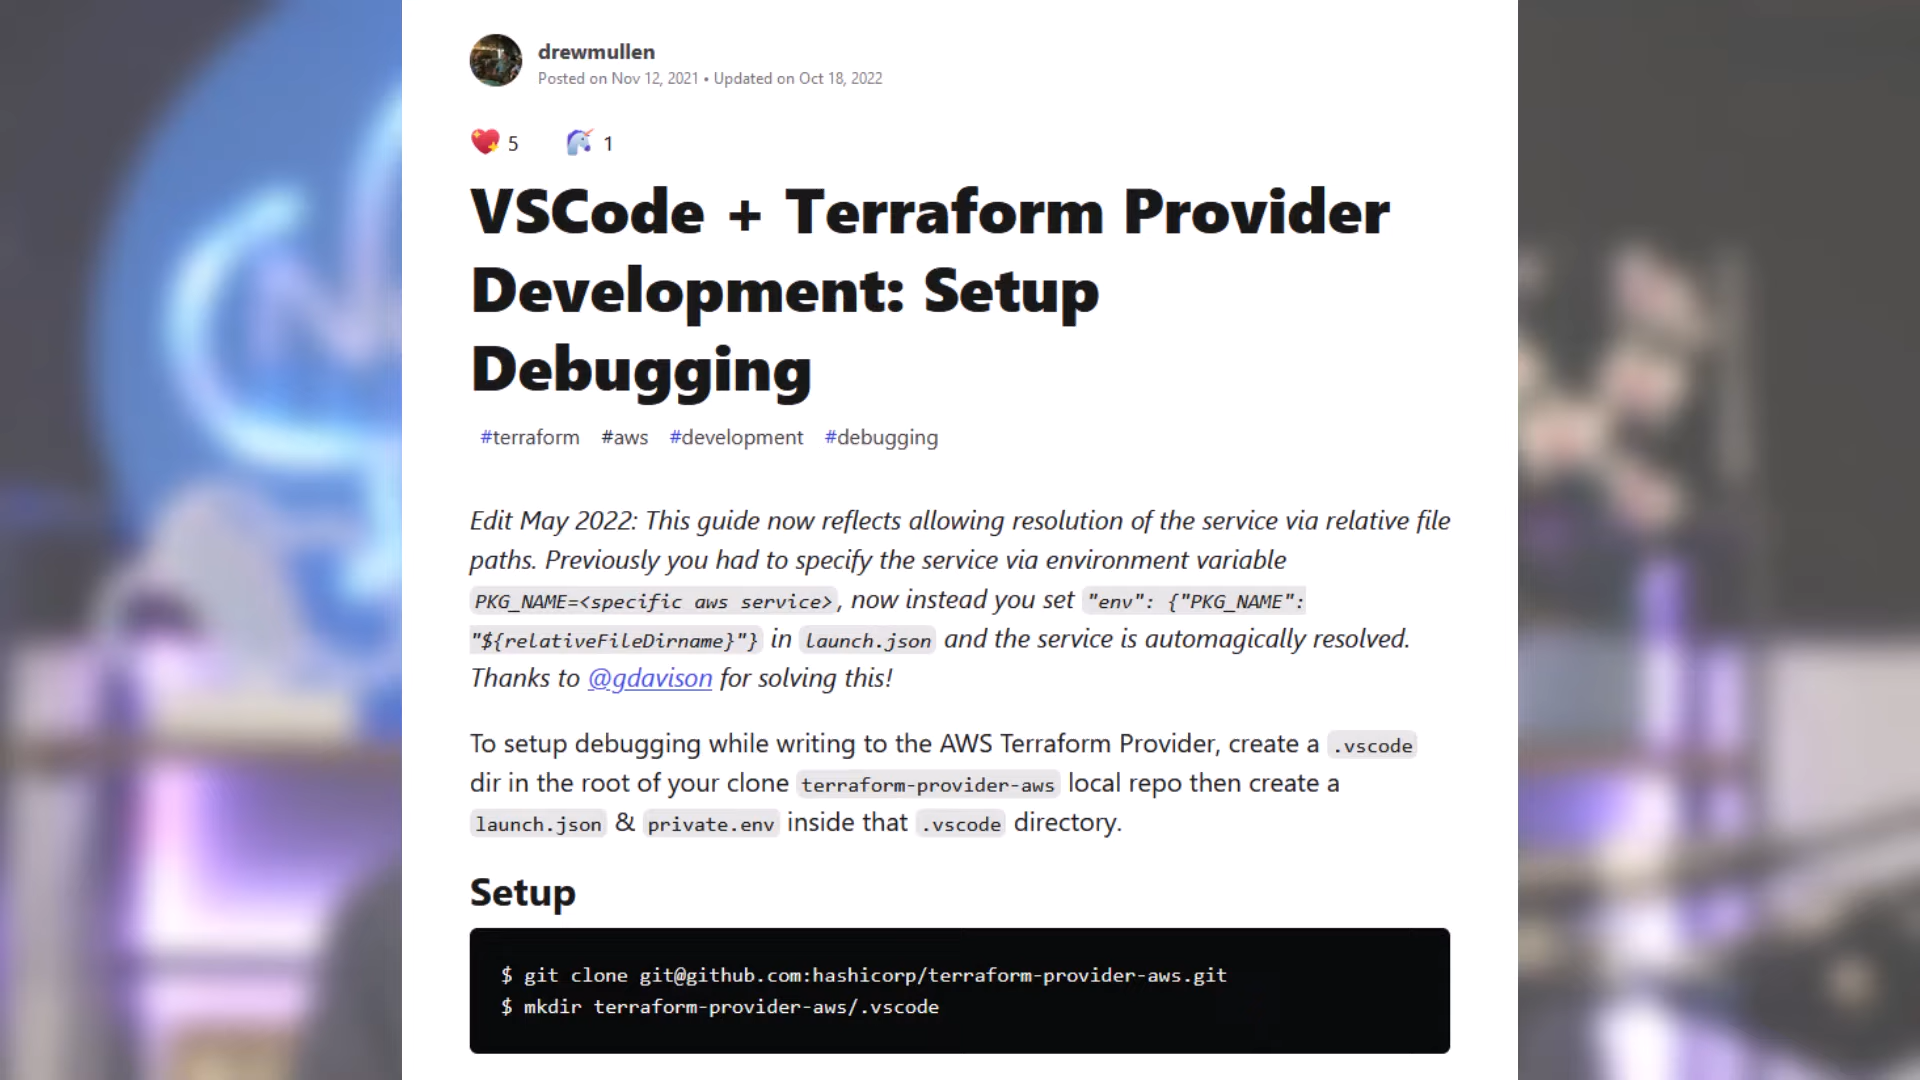 drewmullen
Posted on Nov 12, 2021 • Updated on Oct 18, 2022
5 1
VSCode + Terraform Provider
Development: Setup
Debugging
#terraform #aws #development #debugging
Edit May 2022: This guide now reflects allowing resolution of the service via relative file
paths. Previously you had to specify the service via environment variable
PKG_NAME=<specific aws service>, now instead you set "env": {"PKG_NAME":
"${relativeFileDirname}"} in launch.json and the service is automagically resolved.
Thanks to @gdavison for solving this!
To setup debugging while writing to the AWS Terraform Provider, create a .vscode
dir in the root of your clone terraform-provider-aws local repo then create a
launch.json & private.env inside that .vscode directory.
Setup
$ git clone git@github.com:hashicorp/terraform-provider-aws.git
$ mkdir terraform-provider-aws/.vscode